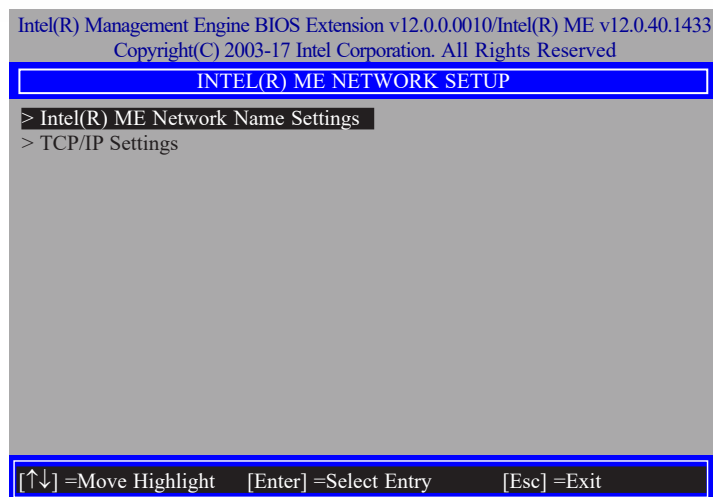 Intel(R) Management Engine BIOS Extension v12.0.0.0010/Intel(R) ME v12.0.40.1433
Copyright(C) 2003-17 Intel Corporation. All Rights Reserved
INTEL(R) ME NETWORK SETUP
> Intel(R) ME Network Name Settings
> TCP/IP Settings
[↑↓] =Move Highlight [Enter] =Select Entry [Esc] =Exit